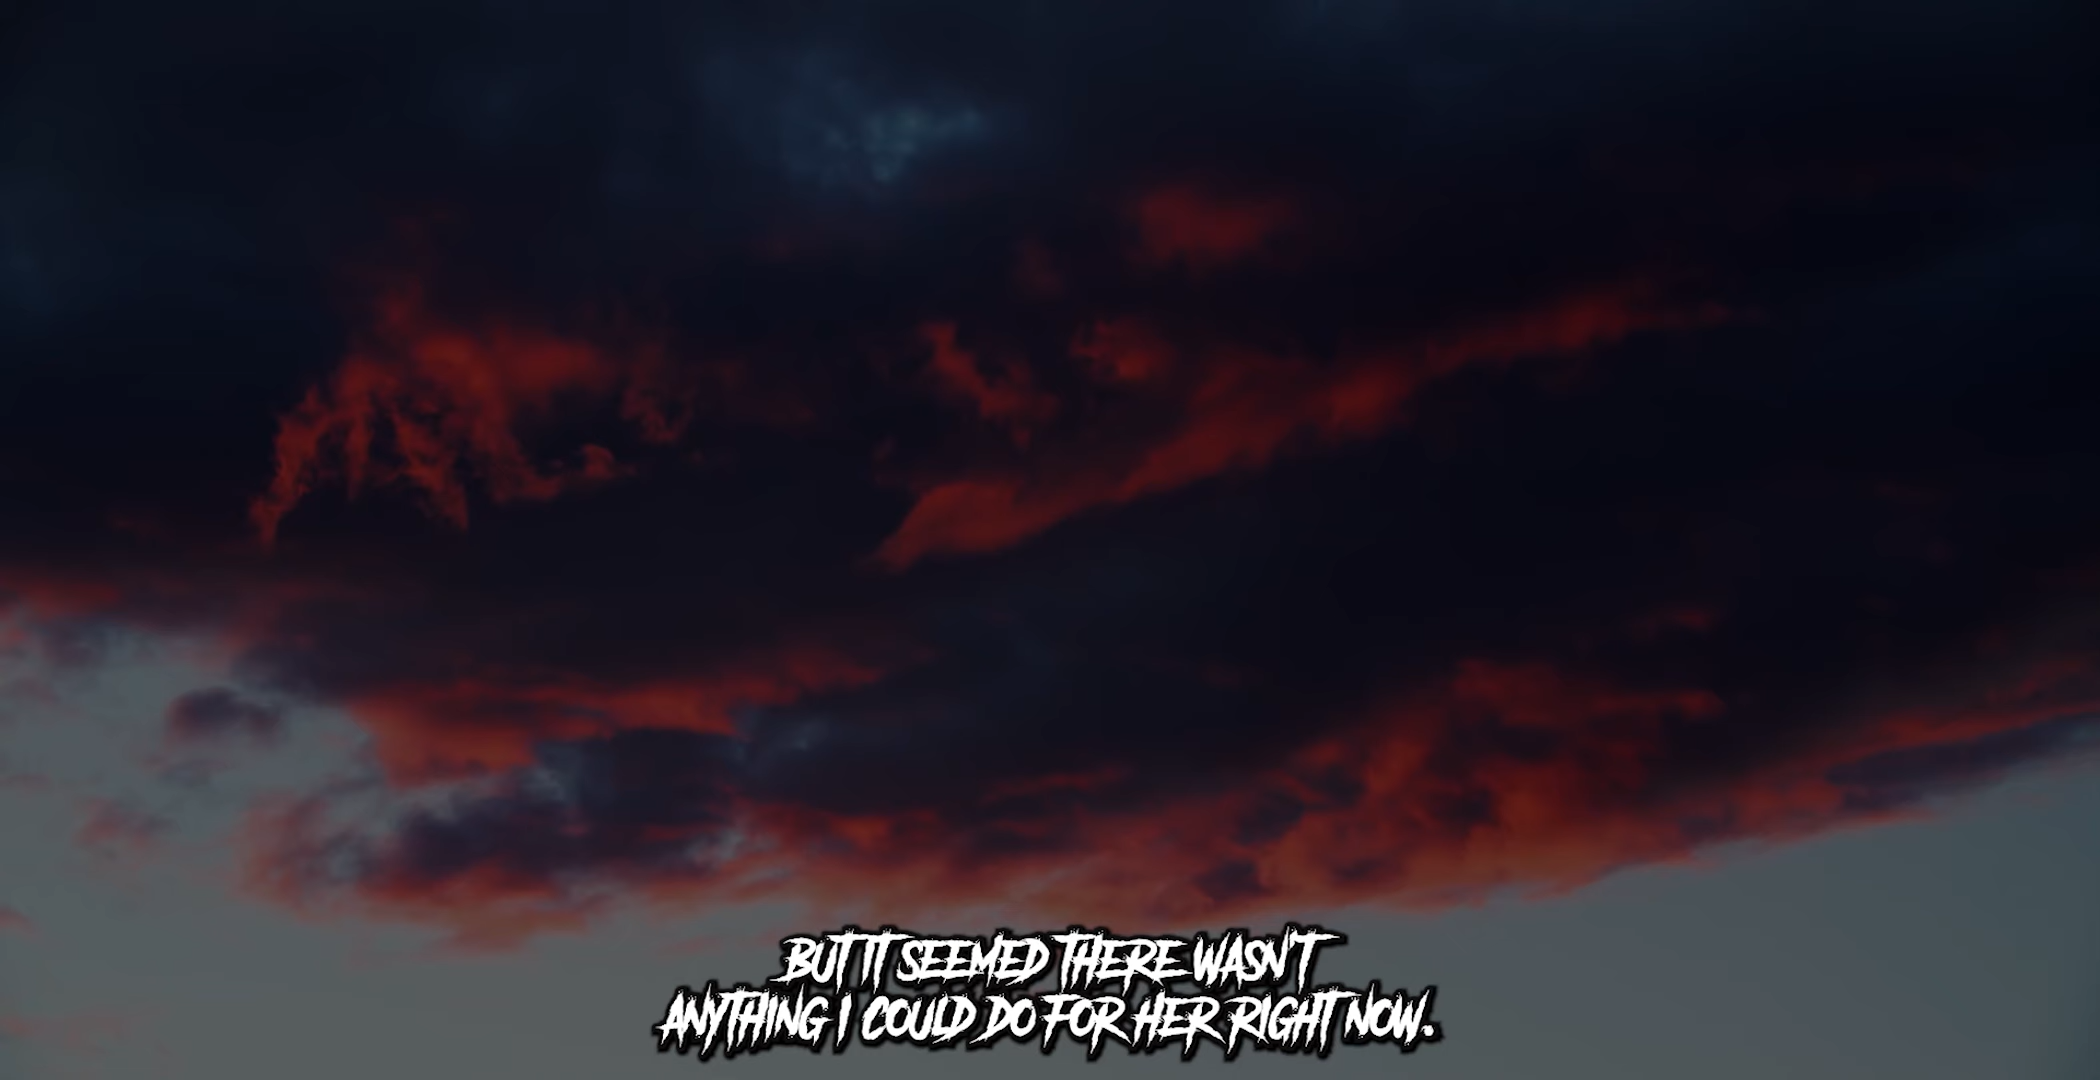 BUT IT SEEMED THERE WASN'T
ANYTHING I COULD DO FOR HER RIGHT NOW.